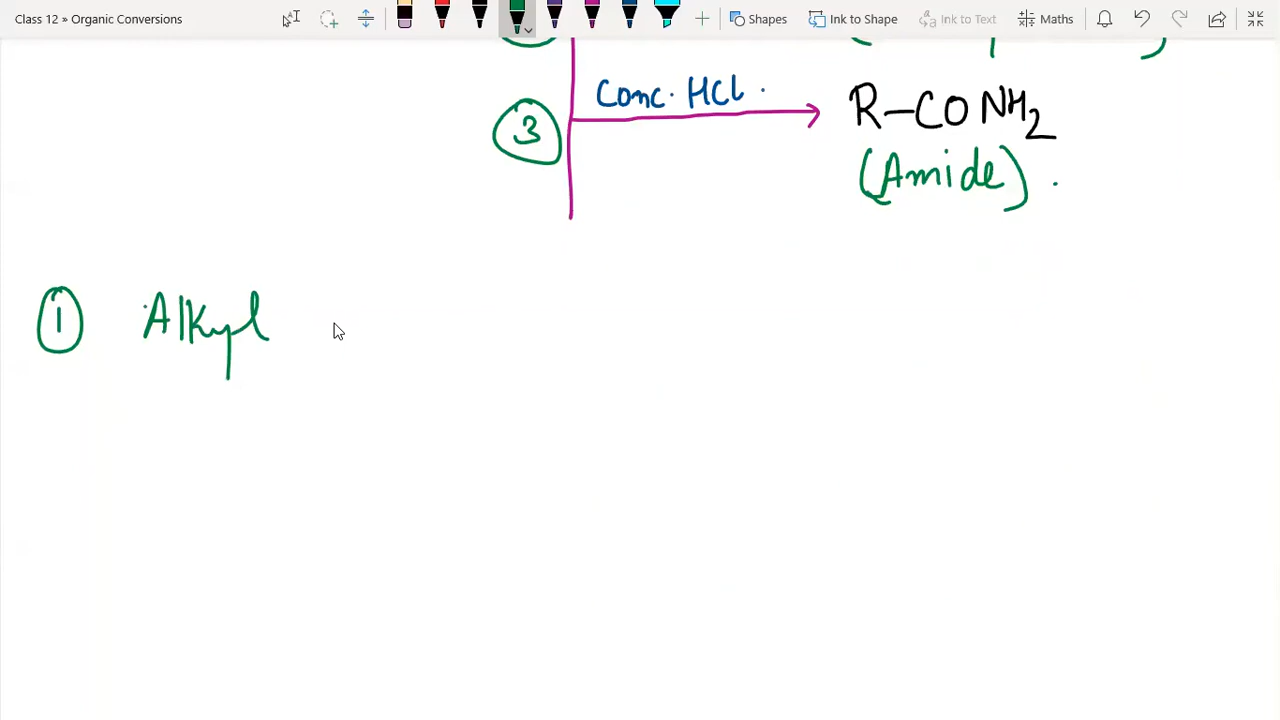 Class 12 » Organic Conversions
Shapes
Ink to Shape
Ink to Text
Maths
Conc. HCl.
R-CONH2
3
(Amide).
1 Alkyl